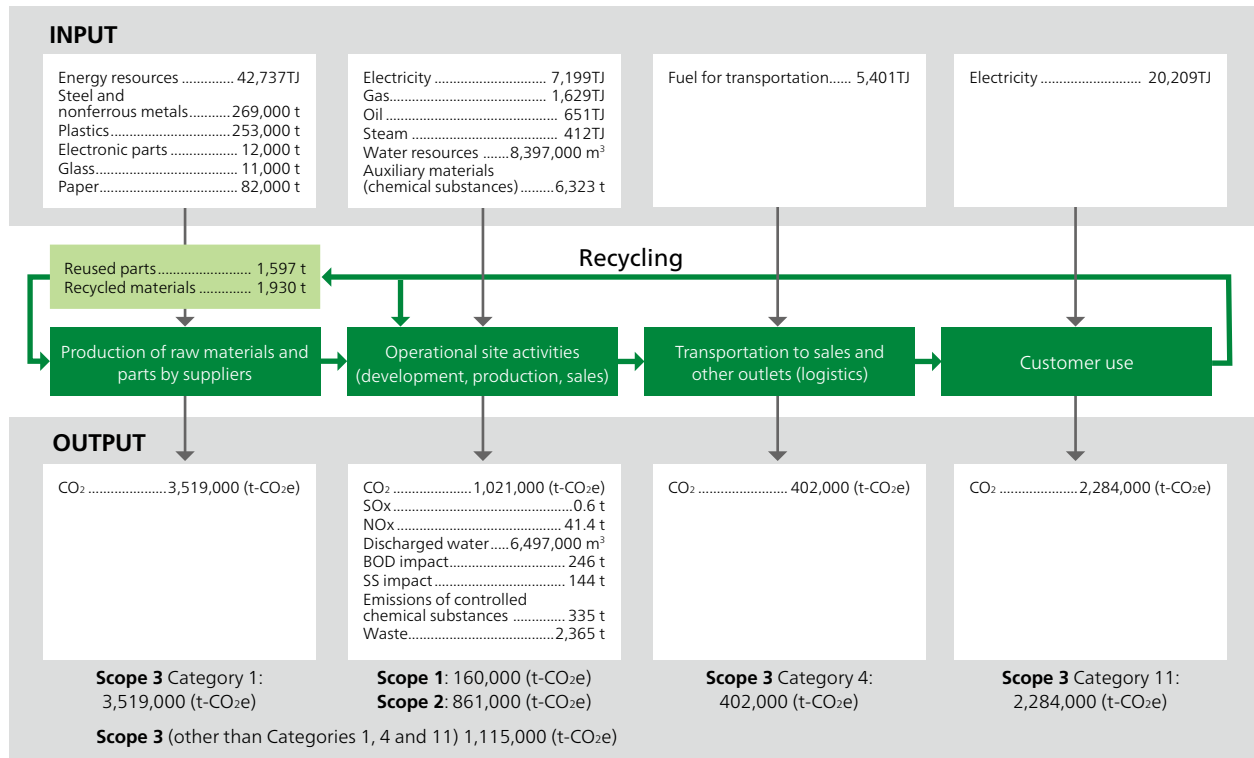 INPUT
Energy resources ............. 42,737TJ
Steel and
nonferrous metals.........269,000 t
Plastics..........................253,000 t
Electronic parts .............. 12,000 t
Glass.............................. 11,000 t
Paper.............................. 82,000 t
Electricity ......................... 7,199TJ
Gas.................................. 1,629TJ
Oil ..................................... 651TJ
Steam ............................... 412TJ
Water resources ......8,397,000 m³
Auxiliary materials
(chemical substances) ........6,323 t
Fuel for transportation..... 5,401TJ
Electricity ........................... 20,209TJ
Recycling
Reused parts........................ 1,597 t
Recycled materials .............. 1,930 t
Production of raw materials and
parts by suppliers
Operational site activities
(development, production, sales)
Transportation to sales and
other outlets (logistics)
Customer use
OUTPUT
CO₂ ......................3,519,000 (t-CO₂e)
CO₂ ......................1,021,000 (t-CO₂e)
SOx.................................................0.6 t
NOx............................................. 41.4 t
Discharged water.....6,497,000 m³
BOD impact................................ 246 t
SS impact ................................... 144 t
Emissions of controlled
chemical substances .............. 335 t
Waste.......................................2,365 t
CO₂ ........................ 402,000 (t-CO₂e)
CO₂ ......................2,284,000 (t-CO₂e)
Scope 3 Category 1:
3,519,000 (t-CO₂e)
Scope 1: 160,000 (t-CO₂e)
Scope 2: 861,000 (t-CO₂e)
Scope 3 Category 4:
402,000 (t-CO₂e)
Scope 3 Category 11:
2,284,000 (t-CO₂e)
Scope 3 (other than Categories 1, 4 and 11) 1,115,000 (t-CO₂e)